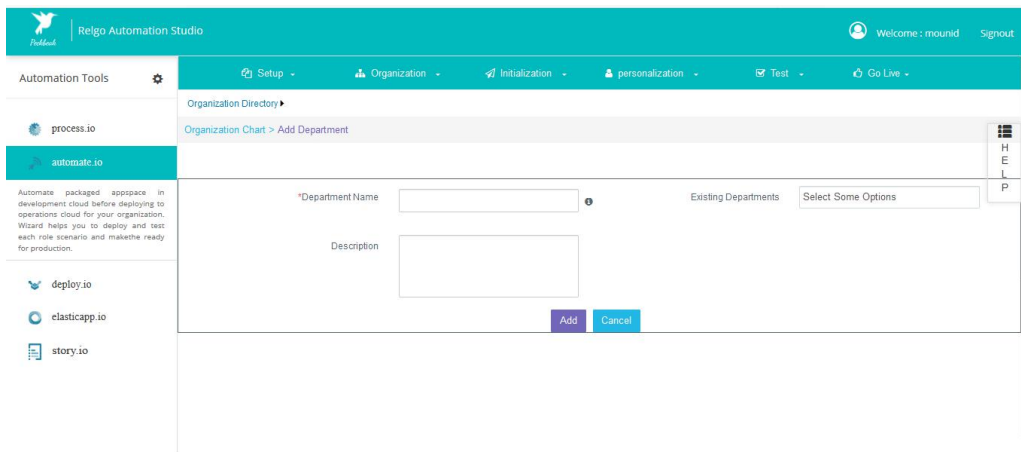 Relgo Automation Studio
Welcome : mounid
Signout
Automation Tools
Setup
Organization
Initialization
personalization
Test
Go Live
Organization Directory
process.io
Organization Chart > Add Department
automate.io
H
E
L
P
Automate packaged appspace in
development cloud before deploying to
operations cloud for your organization.
Wizard helps you to deploy and test
each role scenario and makethe ready
for production.
*Department Name
Existing Departments
Select Some Options
Description
deploy.io
elasticapp.io
Add
Cancel
story.io